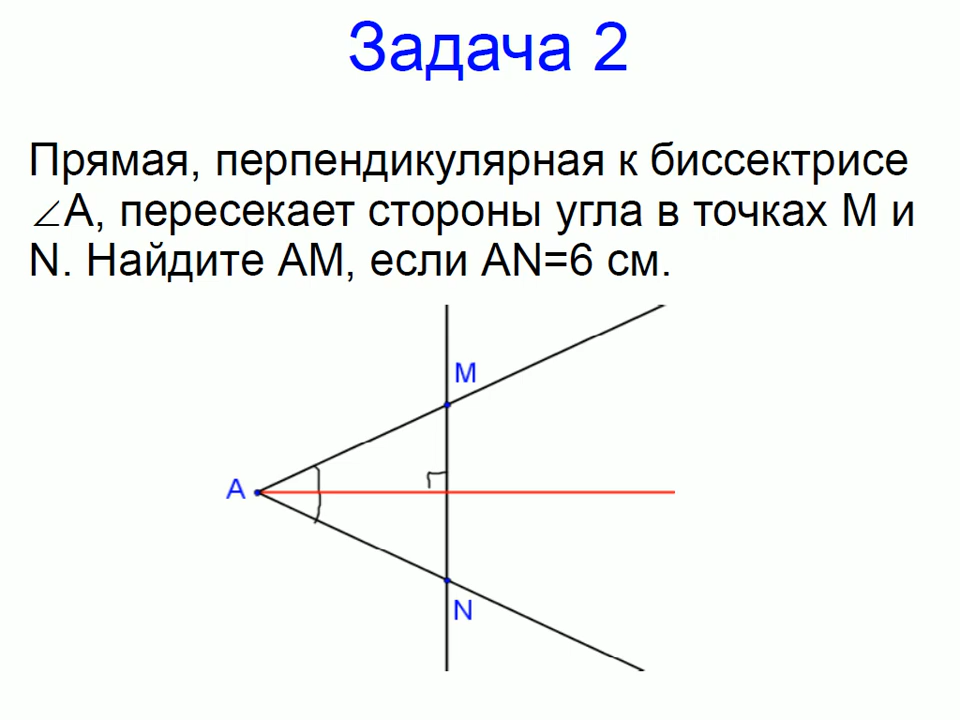 Задача 2
Прямая, перпендикулярная к биссектрисе
∠A, пересекает стороны угла в точках M и
N. Найдите AM, если AN=6 см.
M
A
N